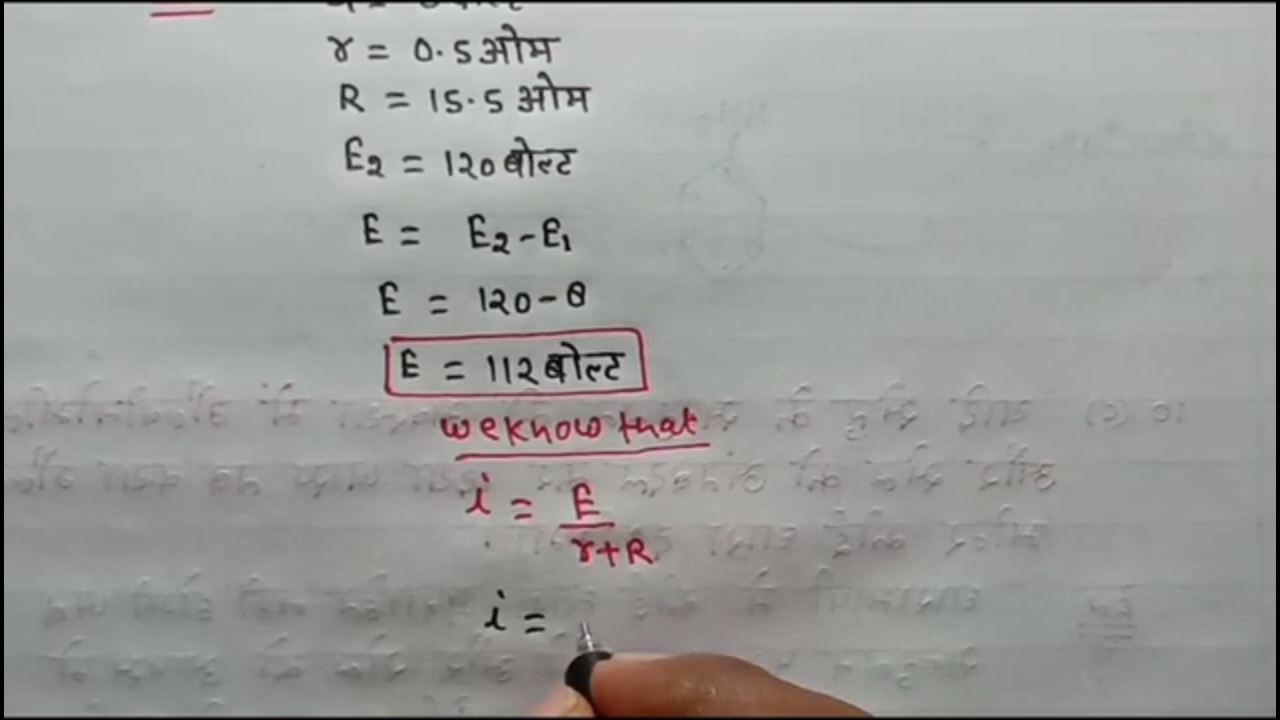 r = 0.5 ओम
R = 15.5 ओम
E₂ = 120 बोल्ट
E = E₂ - E₁
E = 120 - 8
E = 112 बोल्ट
we know that
i = E / r+R
i =